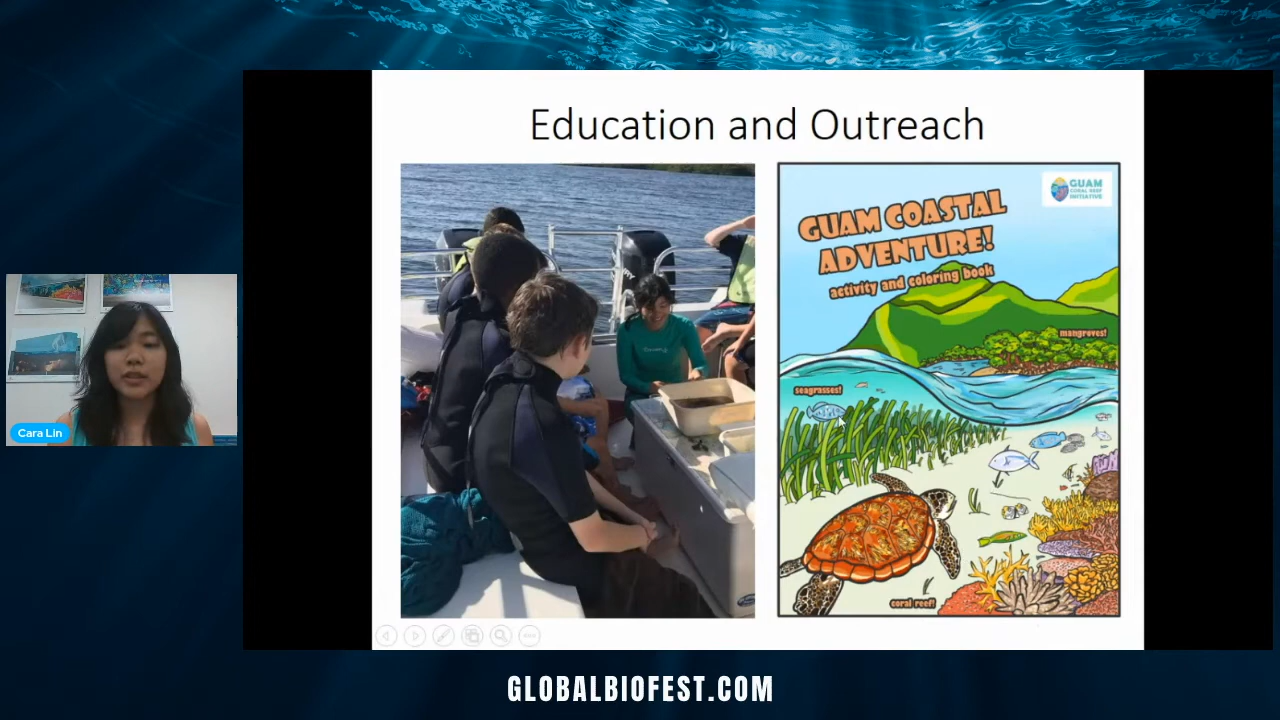 Education and Outreach
GUAM
CORAL REEF
INITIATIVE
GUAM COASTAL
ADVENTURE!
activity and coloring book
mangroves!
seagrasses!
coral reef!
Cara Lin
GLOBALBIOFEST.COM